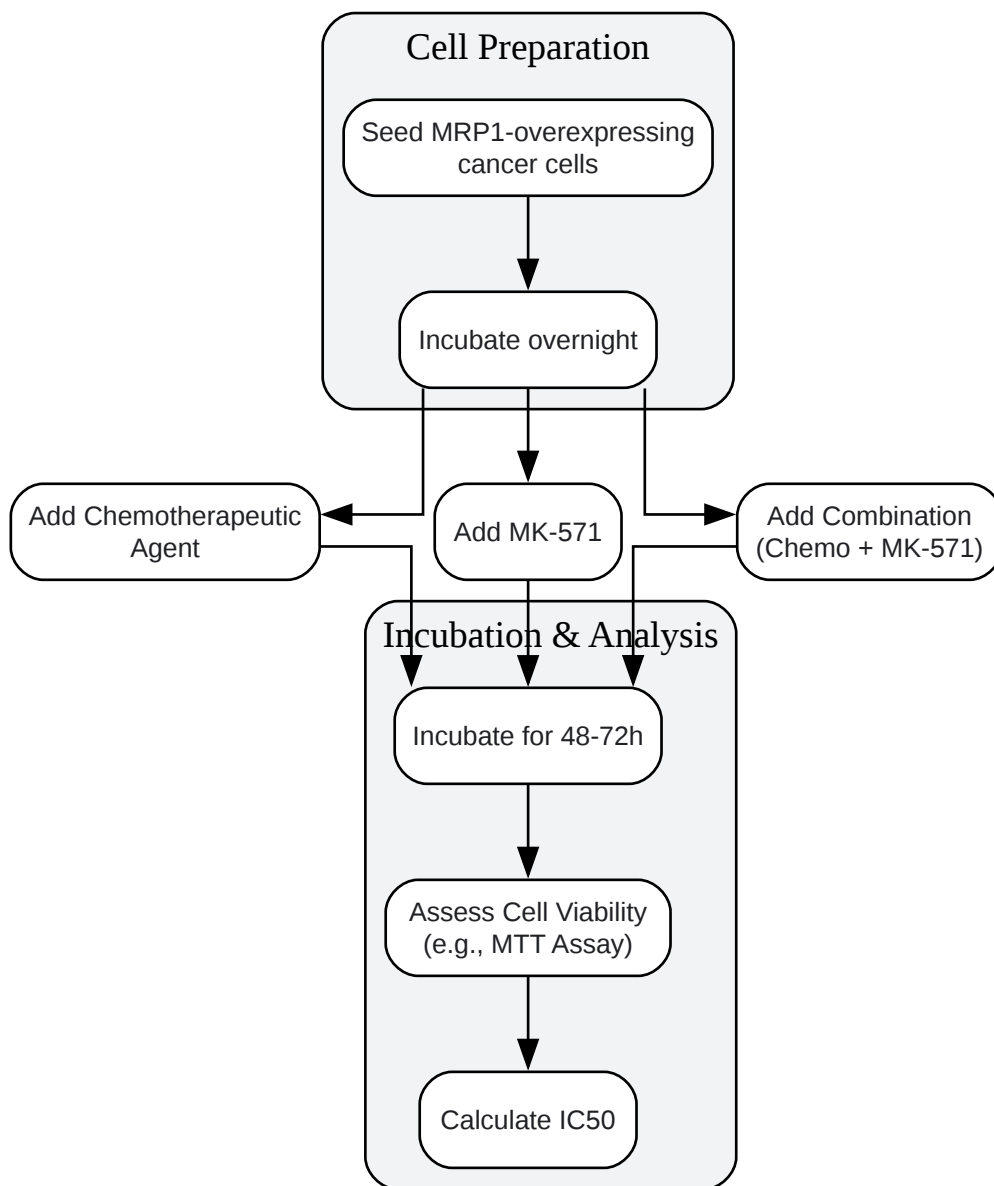 Cell Preparation
Seed MRP1-overexpressing
cancer cells
Incubate overnight
Add Chemotherapeutic
Agent
Add MK-571
Add Combination
(Chemo + MK-571)
Incubation & Analysis
Incubate for 48-72h
Assess Cell Viability
(e.g., MTT Assay)
Calculate IC50